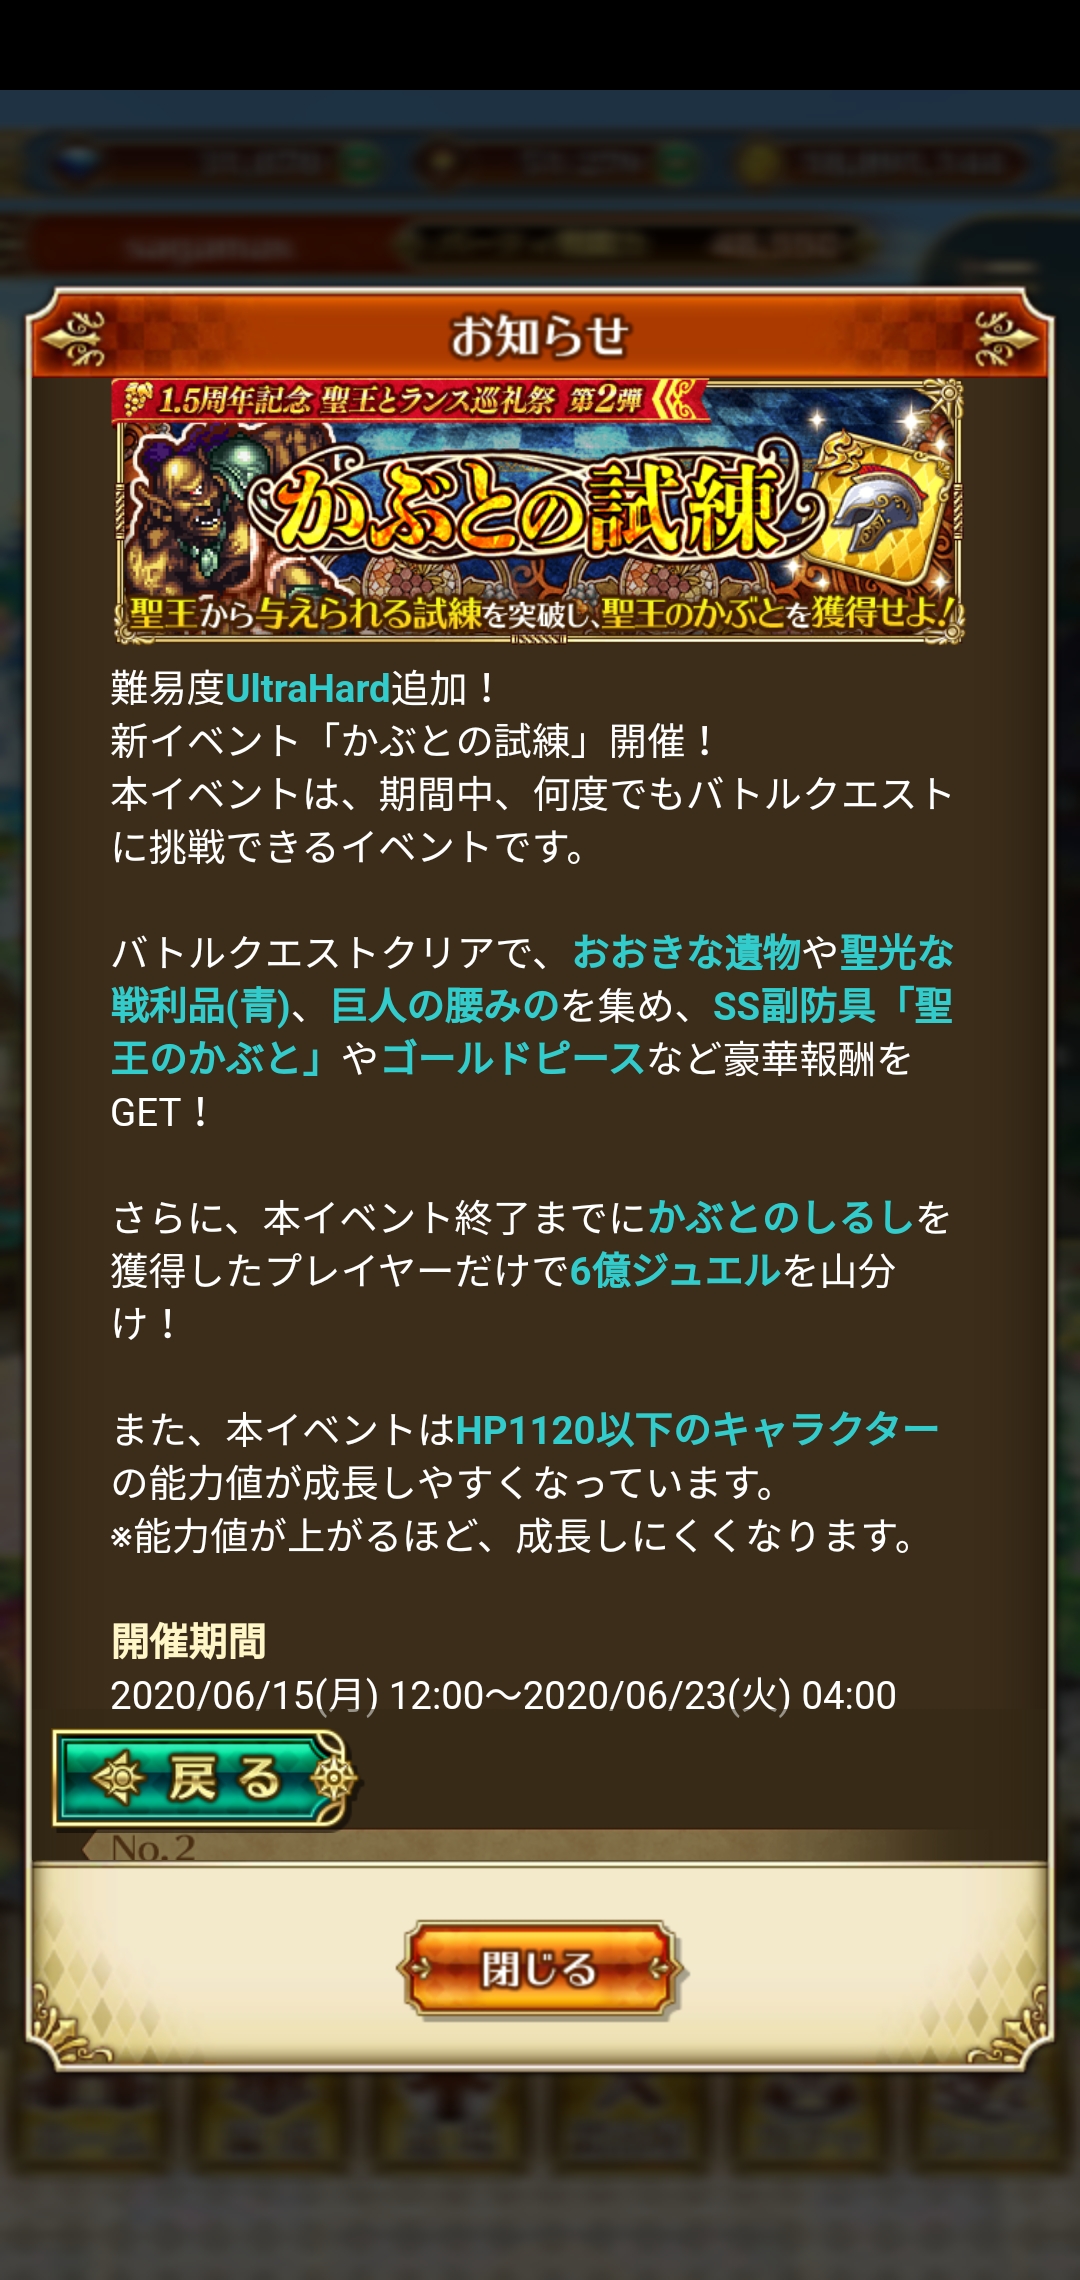 お知らせ
1.5周年記念 聖王とランス巡礼祭 第2弾
かぶとの試練
聖王から与えられる試練を突破し、聖王のかぶとを獲得せよ!
難易度UltraHard追加！
新イベント「かぶとの試練」開催！
本イベントは、期間中、何度でもバトルクエスト
に挑戦できるイベントです。
バトルクエストクリアで、おおきな遺物や聖光な
戦利品(青)、巨人の腰みのを集め、SS副防具「聖
王のかぶと」やゴールドピースなど豪華報酬を
GET！
さらに、本イベント終了までにかぶとのしるしを
獲得したプレイヤーだけで6億ジュエルを山分
け！
また、本イベントはHP1120以下のキャラクター
の能力値が成長しやすくなっています。
※能力値が上がるほど、成長しにくくなります。
開催期間
2020/06/15(月) 12:00〜2020/06/23(火) 04:00
戻る
No.2
閉じる